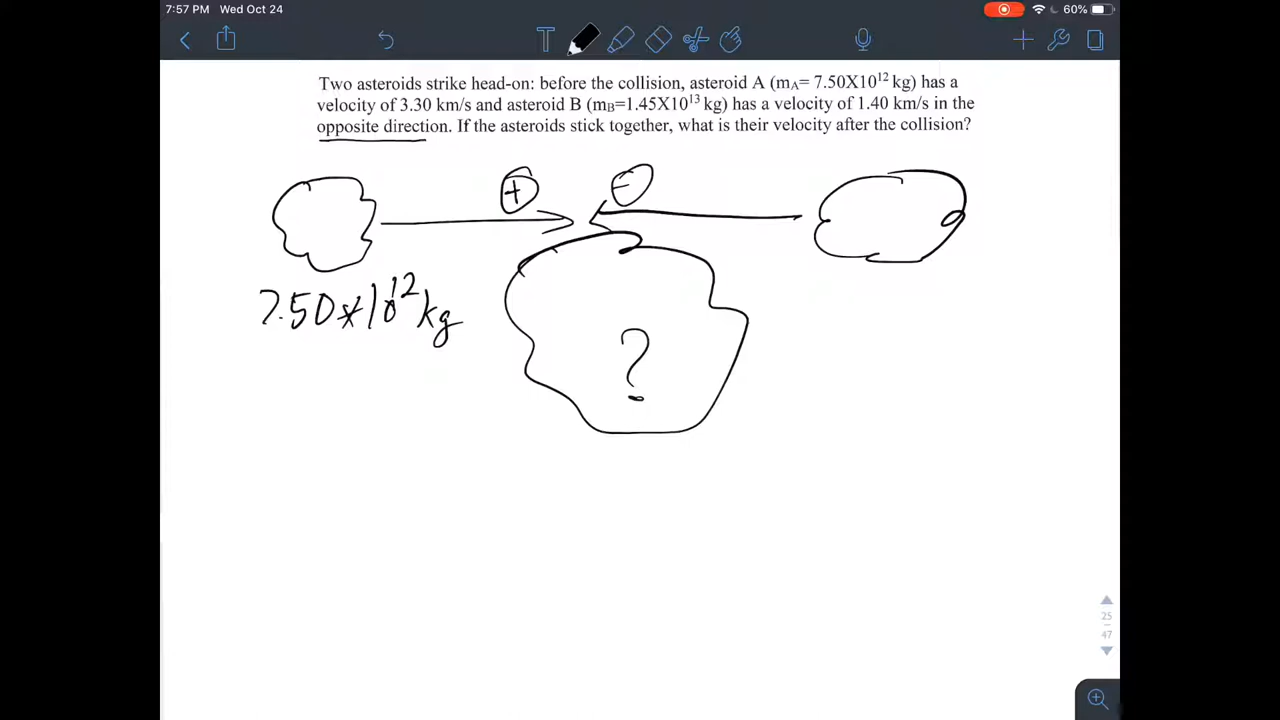 7:57 PM Wed Oct 24
60%
T
Two asteroids strike head-on: before the collision, asteroid A (mA= 7.50X10¹² kg) has a
velocity of 3.30 km/s and asteroid B (mB=1.45X10¹³ kg) has a velocity of 1.40 km/s in the
opposite direction. If the asteroids stick together, what is their velocity after the collision?
+ −
7.50*10¹² kg
?
25
47